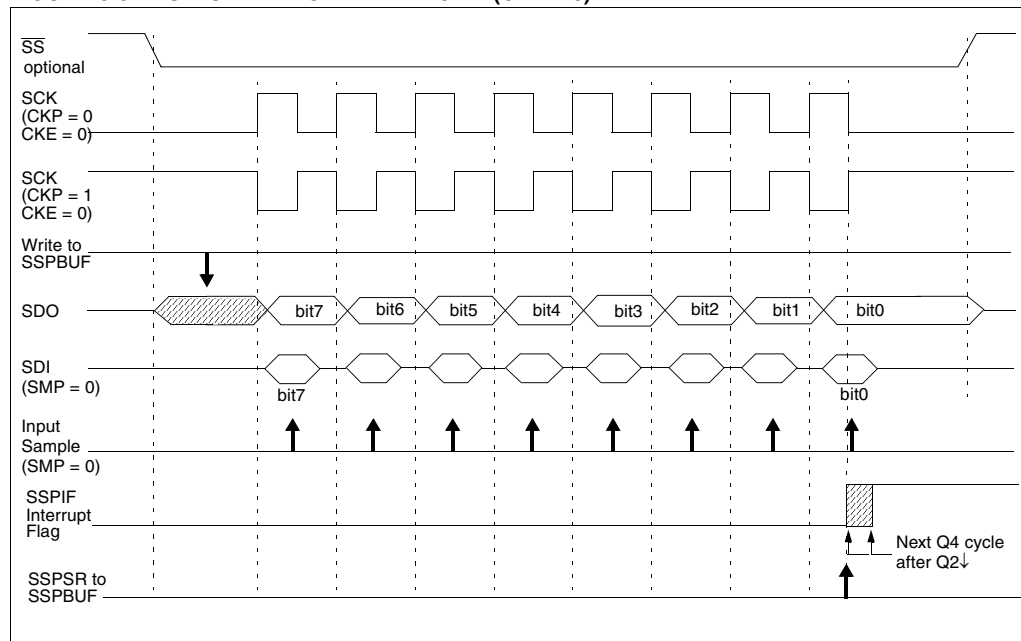 SS
optional
SCK
(CKP = 0
CKE = 0)
SCK
(CKP = 1
CKE = 0)
Write to
SSPBUF
SDO
bit7 bit6 bit5 bit4 bit3 bit2 bit1 bit0
SDI
(SMP = 0)
bit7 bit0
Input
Sample
(SMP = 0)
SSPIF
Interrupt
Flag
Next Q4 cycle
after Q2↓
SSPSR to
SSPBUF